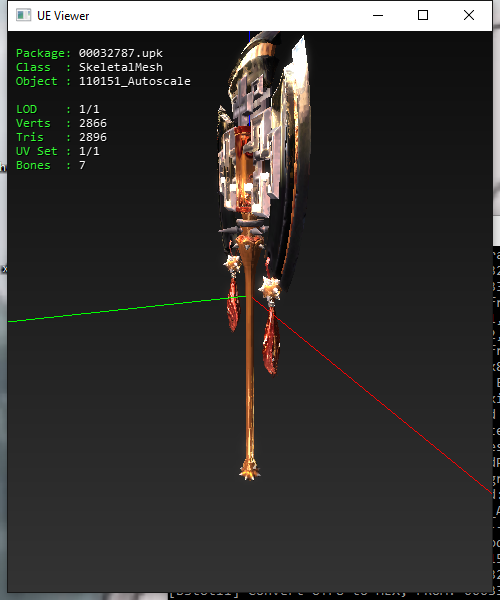 UE Viewer
Package: 00032787.upk
Class : SkeletalMesh
Object : 110151_Autoscale
LOD : 1/1
Verts : 2866
Tris : 2896
UV Set : 1/1
Bones : 7